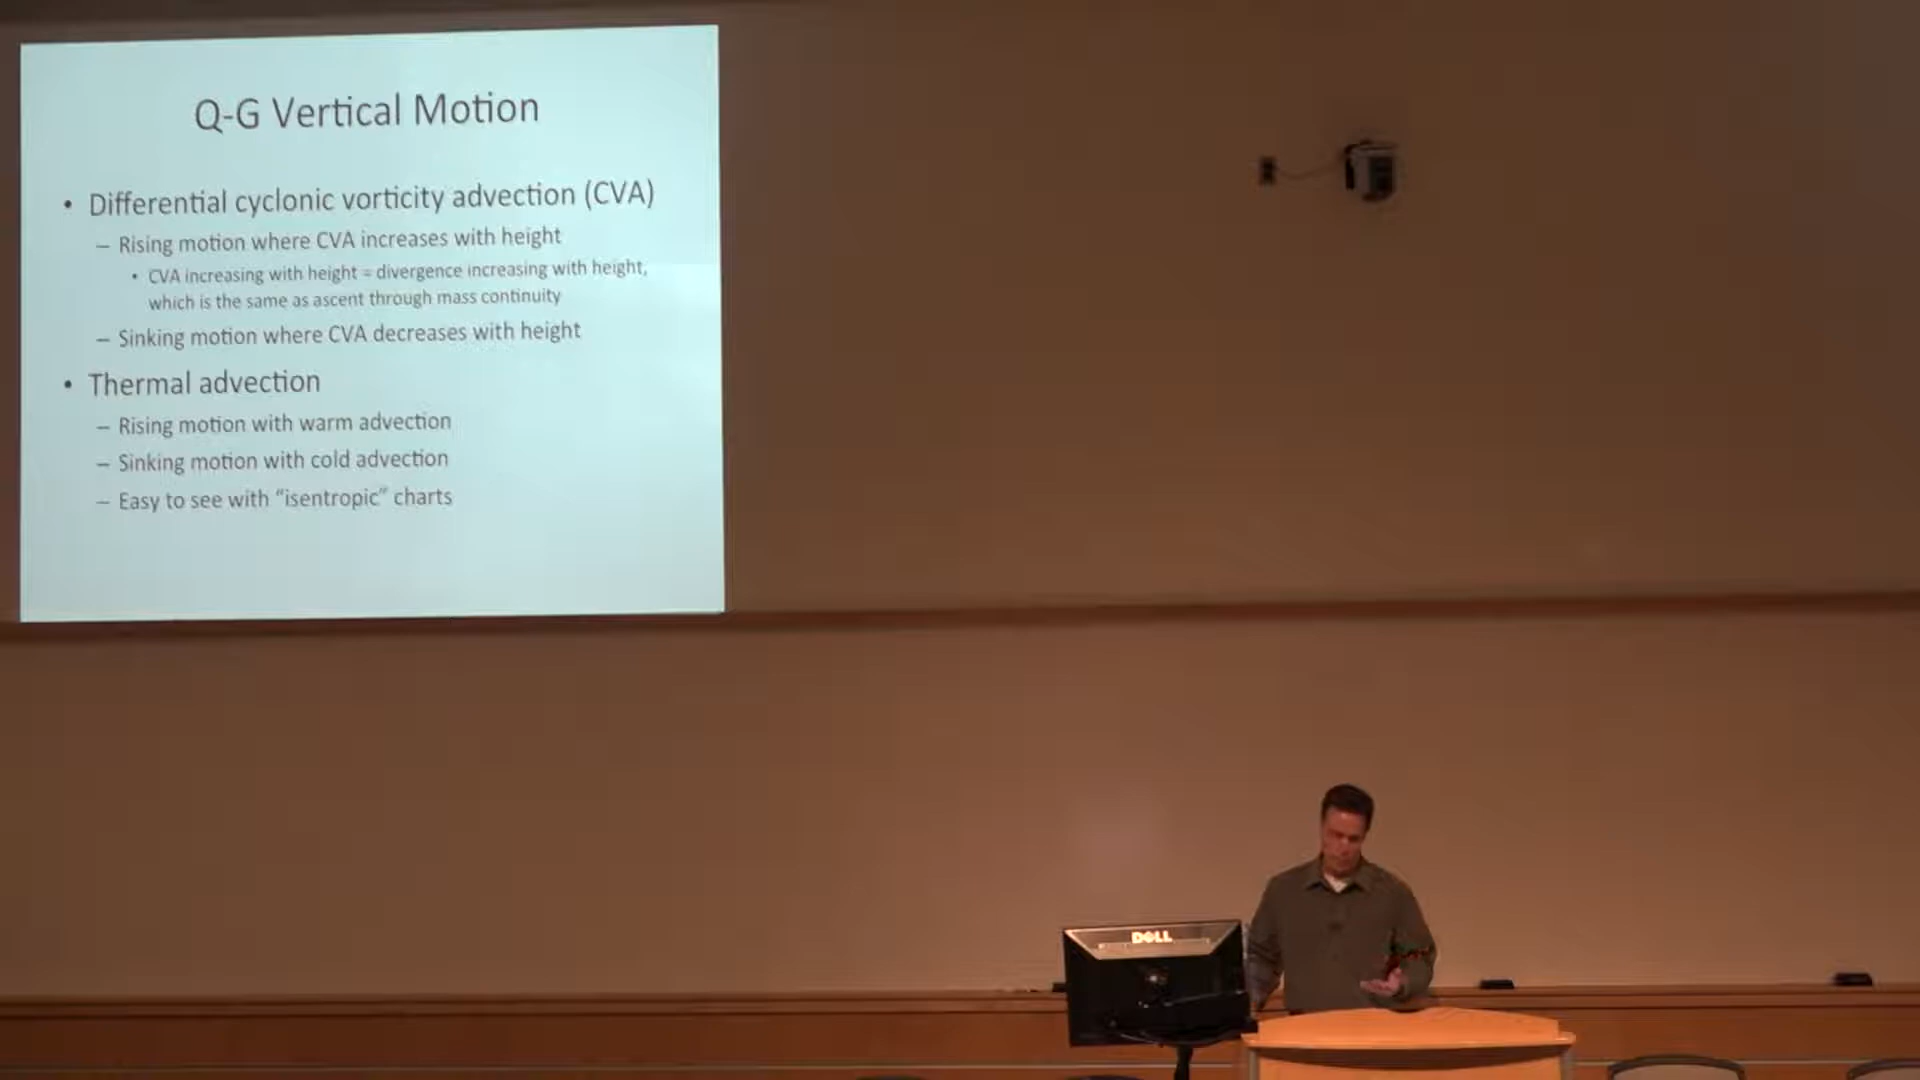 Q-G Vertical Motion
• Differential cyclonic vorticity advection (CVA)
– Rising motion where CVA increases with height
• CVA increasing with height = divergence increasing with height,
which is the same as ascent through mass continuity
– Sinking motion where CVA decreases with height
• Thermal advection
– Rising motion with warm advection
– Sinking motion with cold advection
– Easy to see with “isentropic” charts
DELL